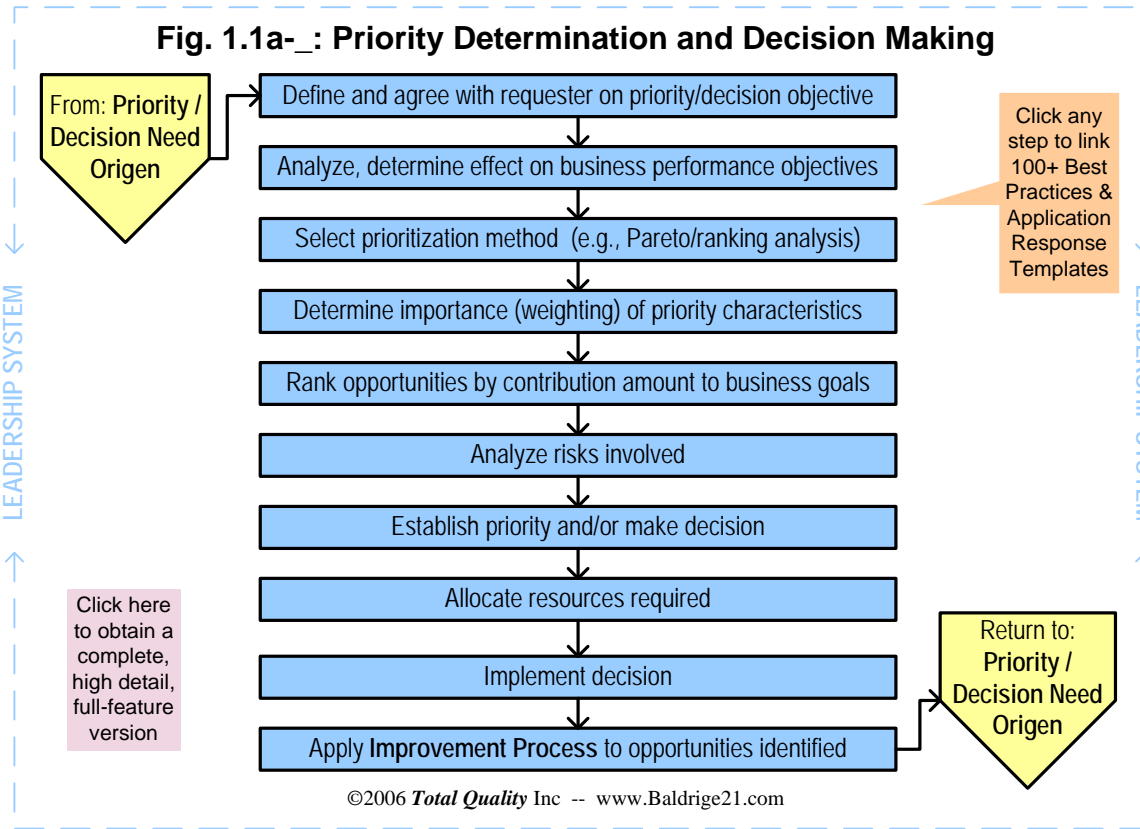 Fig. 1.1a-_: Priority Determination and Decision Making
From: Priority /
Decision Need
Origen
Define and agree with requester on priority/decision objective
Analyze, determine effect on business performance objectives
Select prioritization method (e.g., Pareto/ranking analysis)
Determine importance (weighting) of priority characteristics
Rank opportunities by contribution amount to business goals
Analyze risks involved
Establish priority and/or make decision
Allocate resources required
Implement decision
Apply Improvement Process to opportunities identified
Click any
step to link
100+ Best
Practices &
Application
Response
Templates
LEADERSHIP SYSTEM
LEADERSHIP SYSTEM
Click here
to obtain a
complete,
high detail,
full-feature
version
Return to:
Priority /
Decision Need
Origen
©2006 Total Quality Inc -- www.Baldrige21.com